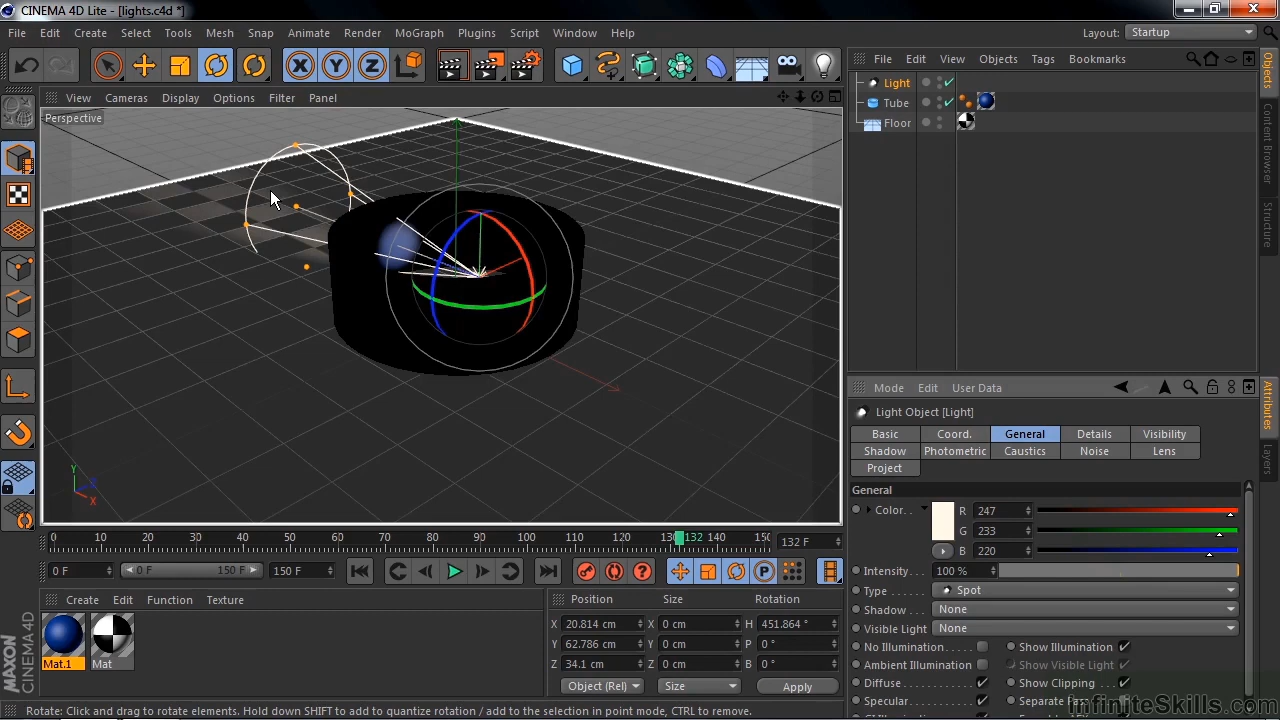 CINEMA 4D Lite - [lights.c4d *]
File Edit Create Select Tools Mesh Snap Animate Render MoGraph Plugins Script Window Help Layout: Startup
File Edit View Objects Tags Bookmarks
View Cameras Display Options Filter Panel
Perspective
Light
Tube
Floor
Objects
Content Browser
Structure
Y
Z
X
Mode Edit User Data
Light Object [Light]
Basic Coord. General Details Visibility
Shadow Photometric Caustics Noise Lens
Project
General
Color. . R 247
G 233
B 220
Intensity. . . 100 %
Type . . . . . . Spot
Shadow . . . . None
Visible Light . None
No Illumination. . . . . Show Illumination
Ambient Illumination Show Visible Light
Diffuse . . . . . . . . . . Show Clipping
Specular . . . . . . . . .
Attributes
Layers
0 10 20 30 40 50 60 70 80 90 100 110 120 132 140 132 F
0 F 0 F 150 F 150 F
Create Edit Function Texture
Mat.1 Mat
Position Size Rotation
X 20.814 cm X 0 cm H 451.864 °
Y 62.786 cm Y 0 cm P 0 °
Z 34.1 cm Z 0 cm B 0 °
Object (Rel) Size Apply
MAXON
CINEMA 4D
Rotate: Click and drag to rotate elements. Hold down SHIFT to add to quantize rotation / add to the selection in point mode, CTRL to remove.
InfiniteSkills.com